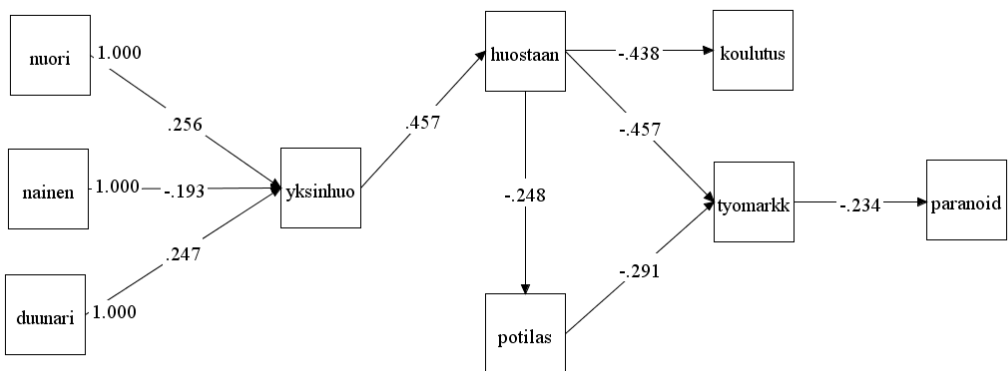 nuori
1.000
.256
nainen
1.000
-.193
duunari
1.000
.247
yksinhuo
.457
huostaan
-.438
koulutus
-.457
-.248
potilas
-.291
tyomarkk
-.234
paranoid